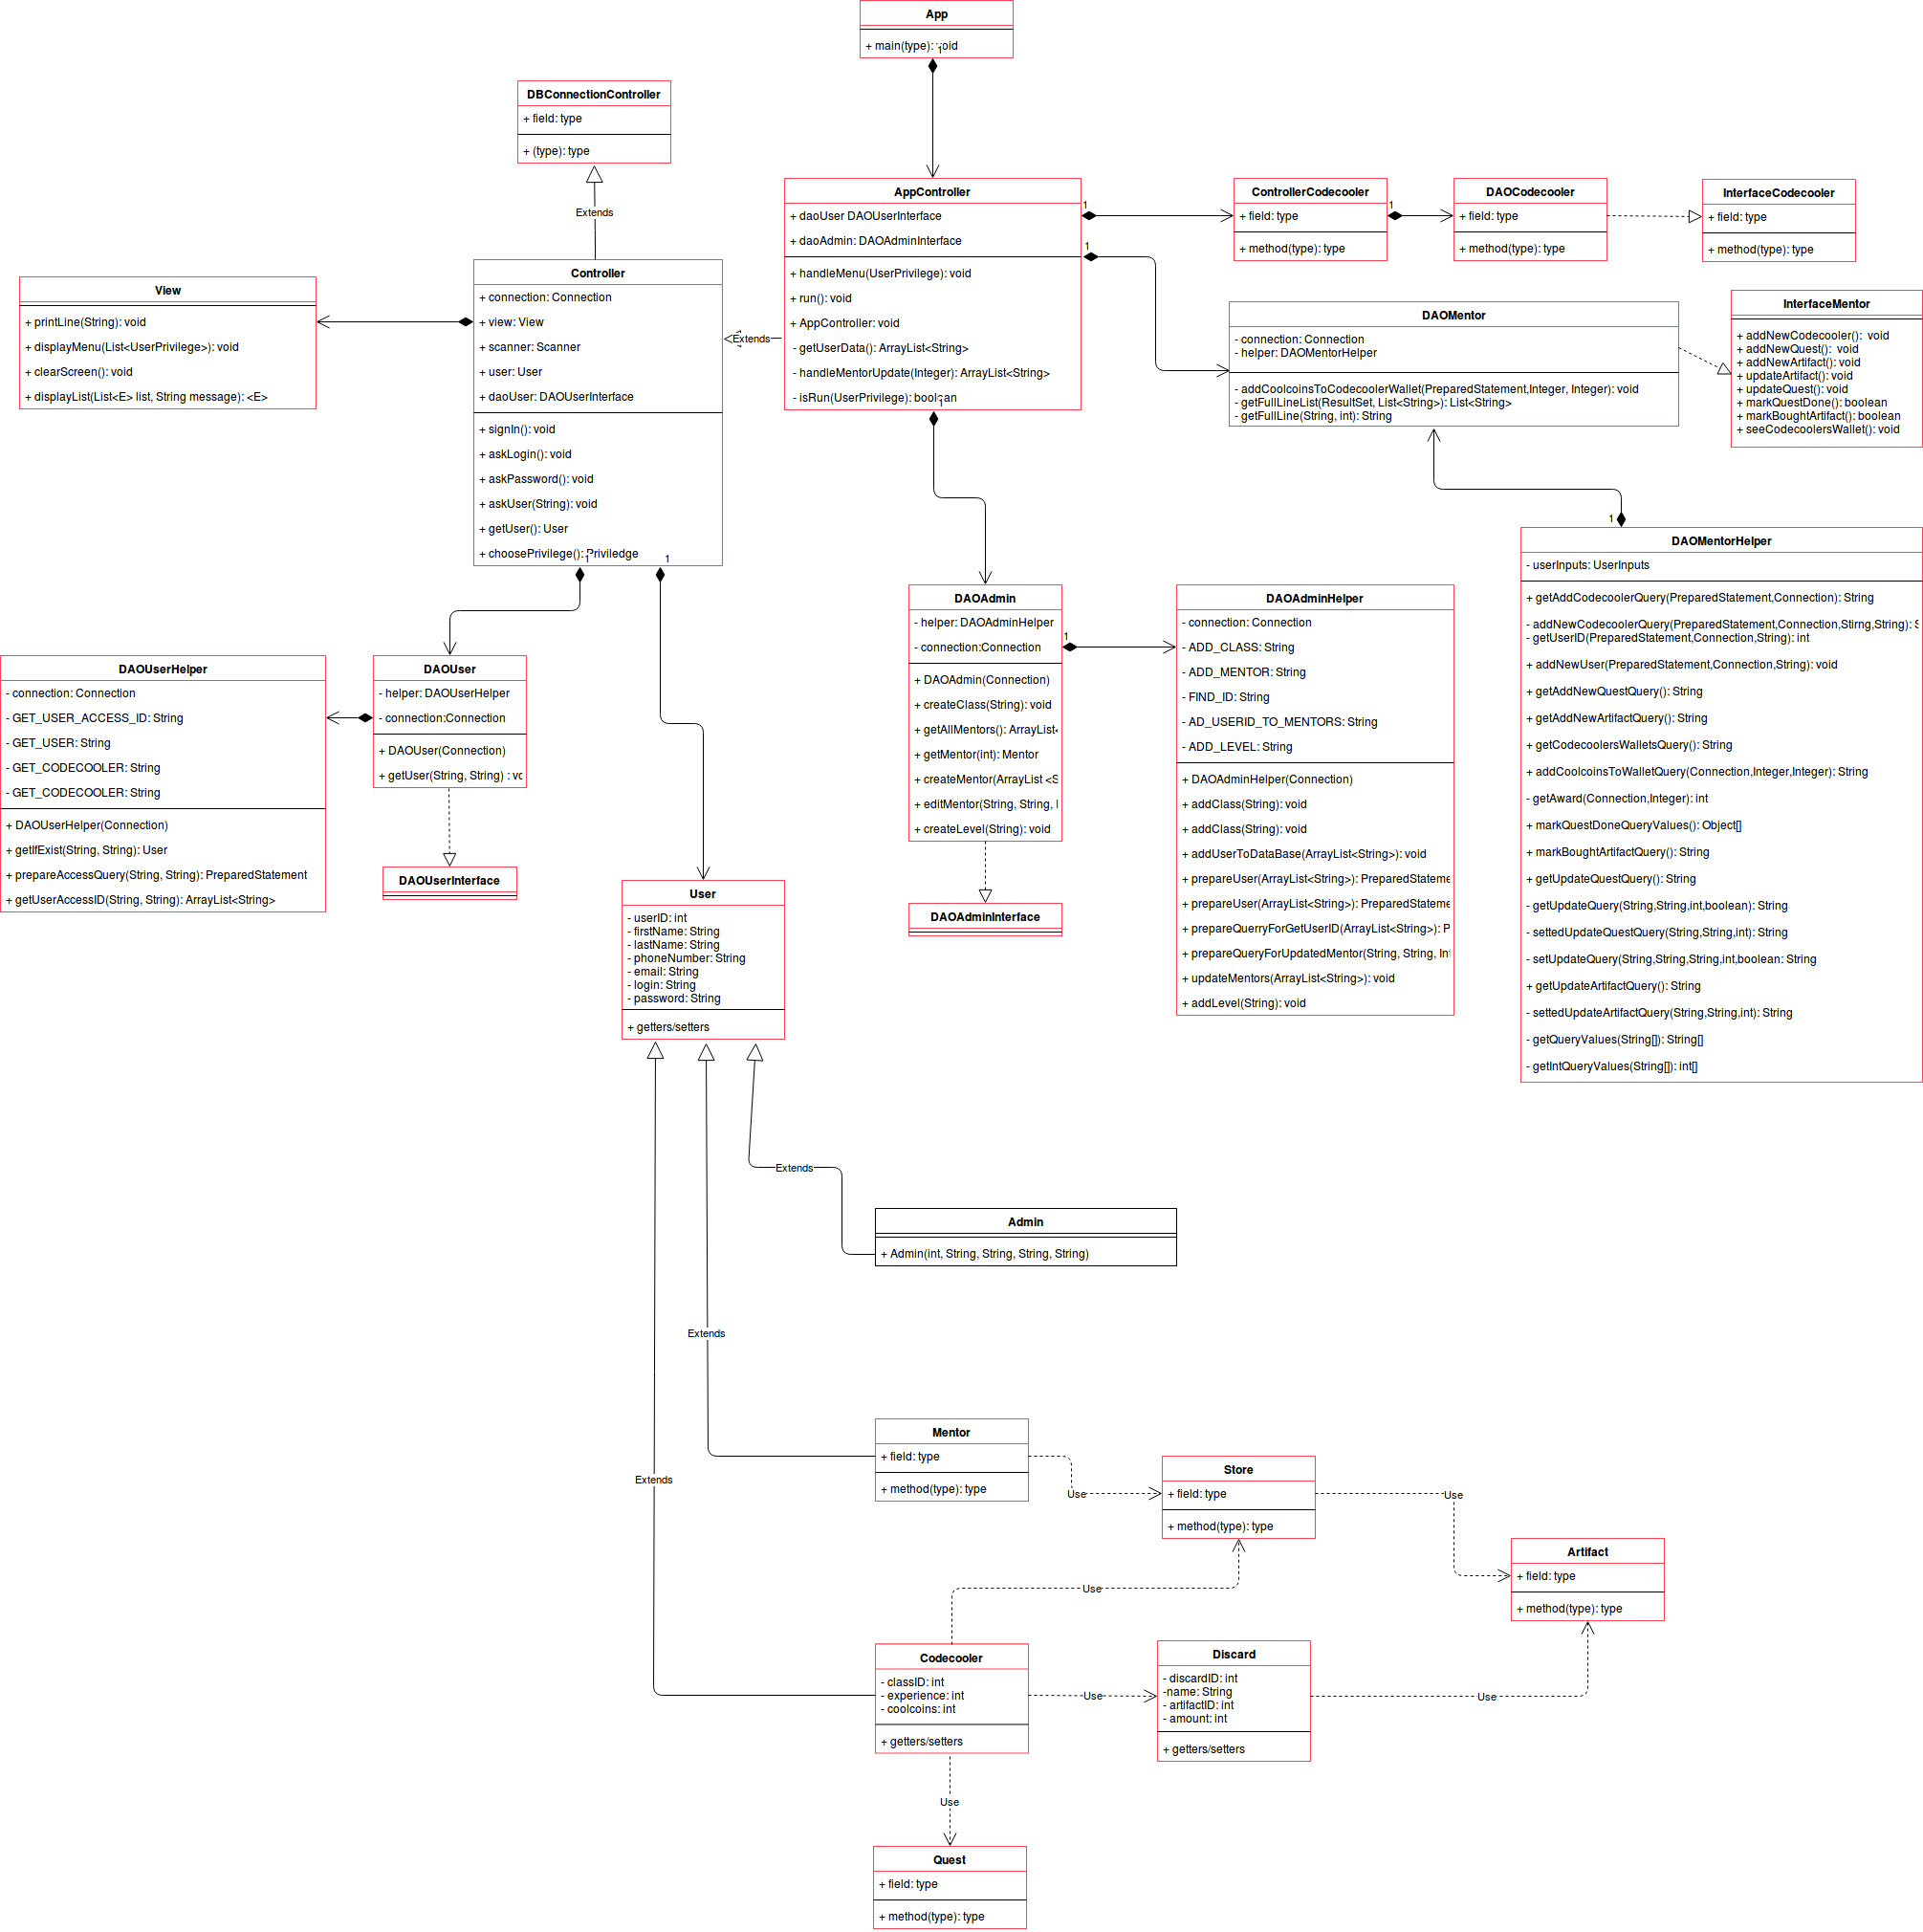 App
+ main(type): void
1
DBConnectionController
+ field: type
+ (type): type
Extends
AppController
+ daoUser DAOUserInterface
+ daoAdmin: DAOAdminInterface
+ handleMenu(UserPrivilege): void
+ run(): void
+ AppController: void
- getUserData(): ArrayList<String>
- handleMentorUpdate(Integer): ArrayList<String>
- isRun(UserPrivilege): boolean
1
1
1
ControllerCodecooler
+ field: type
+ method(type): type
1
DAOCodecooler
+ field: type
+ method(type): type
InterfaceCodecooler
+ field: type
+ method(type): type
View
+ printLine(String): void
+ displayMenu(List<UserPrivilege>): void
+ clearScreen(): void
+ displayList(List<E> list, String message): <E>
Controller
+ connection: Connection
+ view: View
+ scanner: Scanner
+ user: User
+ daoUser: DAOUserInterface
+ signIn(): void
+ askLogin(): void
+ askPassword(): void
+ askUser(String): void
+ getUser(): User
+ choosePrivilege(): Priviledge
1
1
Extends
DAOMentor
- connection: Connection
- helper: DAOMentorHelper
- addCoolcoinsToCodecoolerWallet(PreparedStatement,Integer, Integer): void
- getFullLineList(ResultSet, List<String>): List<String>
- getFullLine(String, int): String
InterfaceMentor
+ addNewCodecooler():  void
+ addNewQuest():  void
+ addNewArtifact(): void
+ updateArtifact(): void
+ updateQuest(): void
+ markQuestDone(): boolean
+ markBoughtArtifact(): boolean
+ seeCodecoolersWallet(): void
1
DAOMentorHelper
- userInputs: UserInputs
+ getAddCodecoolerQuery(PreparedStatement,Connection): String
- addNewCodecoolerQuery(PreparedStatement,Connection,Stirng,String): S
- getUserID(PreparedStatement,Connection,String): int
+ addNewUser(PreparedStatement,Connection,String): void
+ getAddNewQuestQuery(): String
+ getAddNewArtifactQuery(): String
+ getCodecoolersWalletsQuery(): String
+ addCoolcoinsToWalletQuery(Connection,Integer,Integer): String
- getAward(Connection,Integer): int
+ markQuestDoneQueryValues(): Object[]
+ markBoughtArtifactQuery(): String
+ getUpdateQuestQuery(): String
- getUpdateQuery(String,String,int,boolean): String
- settedUpdateQuestQuery(String,String,int): String
- setUpdateQuery(String,String,String,int,boolean: String
+ getUpdateArtifactQuery(): String
- settedUpdateArtifactQuery(String,String,int): String
- getQueryValues(String[]): String[]
- getIntQueryValues(String[]): int[]
DAOAdmin
- helper: DAOAdminHelper
- connection:Connection
+ DAOAdmin(Connection)
+ createClass(String): void
+ getAllMentors(): ArrayList<
+ getMentor(int): Mentor
+ createMentor(ArrayList <S
+ editMentor(String, String, I
+ createLevel(String): void
1
DAOAdminHelper
- connection: Connection
- ADD_CLASS: String
- ADD_MENTOR: String
- FIND_ID: String
- AD_USERID_TO_MENTORS: String
- ADD_LEVEL: String
+ DAOAdminHelper(Connection)
+ addClass(String): void
+ addClass(String): void
+ addUserToDataBase(ArrayList<String>): void
+ prepareUser(ArrayList<String>): PreparedStateme
+ prepareUser(ArrayList<String>): PreparedStateme
+ prepareQuerryForGetUserID(ArrayList<String>): P
+ prepareQueryForUpdatedMentor(String, String, Int
+ updateMentors(ArrayList<String>): void
+ addLevel(String): void
DAOAdminInterface
DAOUserHelper
- connection: Connection
- GET_USER_ACCESS_ID: String
- GET_USER: String
- GET_CODECOOLER: String
- GET_CODECOOLER: String
+ DAOUserHelper(Connection)
+ getIfExist(String, String): User
+ prepareAccessQuery(String, String): PreparedStatement
+ getUserAccessID(String, String): ArrayList<String>
DAOUser
- helper: DAOUserHelper
- connection:Connection
+ DAOUser(Connection)
+ getUser(String, String) : vo
DAOUserInterface
User
- userID: int
- firstName: String
- lastName: String
- phoneNumber: String
- email: String
- login: String
- password: String
+ getters/setters
Extends
Admin
+ Admin(int, String, String, String, String)
Extends
Extends
Mentor
+ field: type
+ method(type): type
Use
Store
+ field: type
+ method(type): type
Use
Artifact
+ field: type
+ method(type): type
Use
Codecooler
- classID: int
- experience: int
- coolcoins: int
+ getters/setters
Use
Discard
- discardID: int
-name: String
- artifactID: int
- amount: int
+ getters/setters
Use
Use
Quest
+ field: type
+ method(type): type